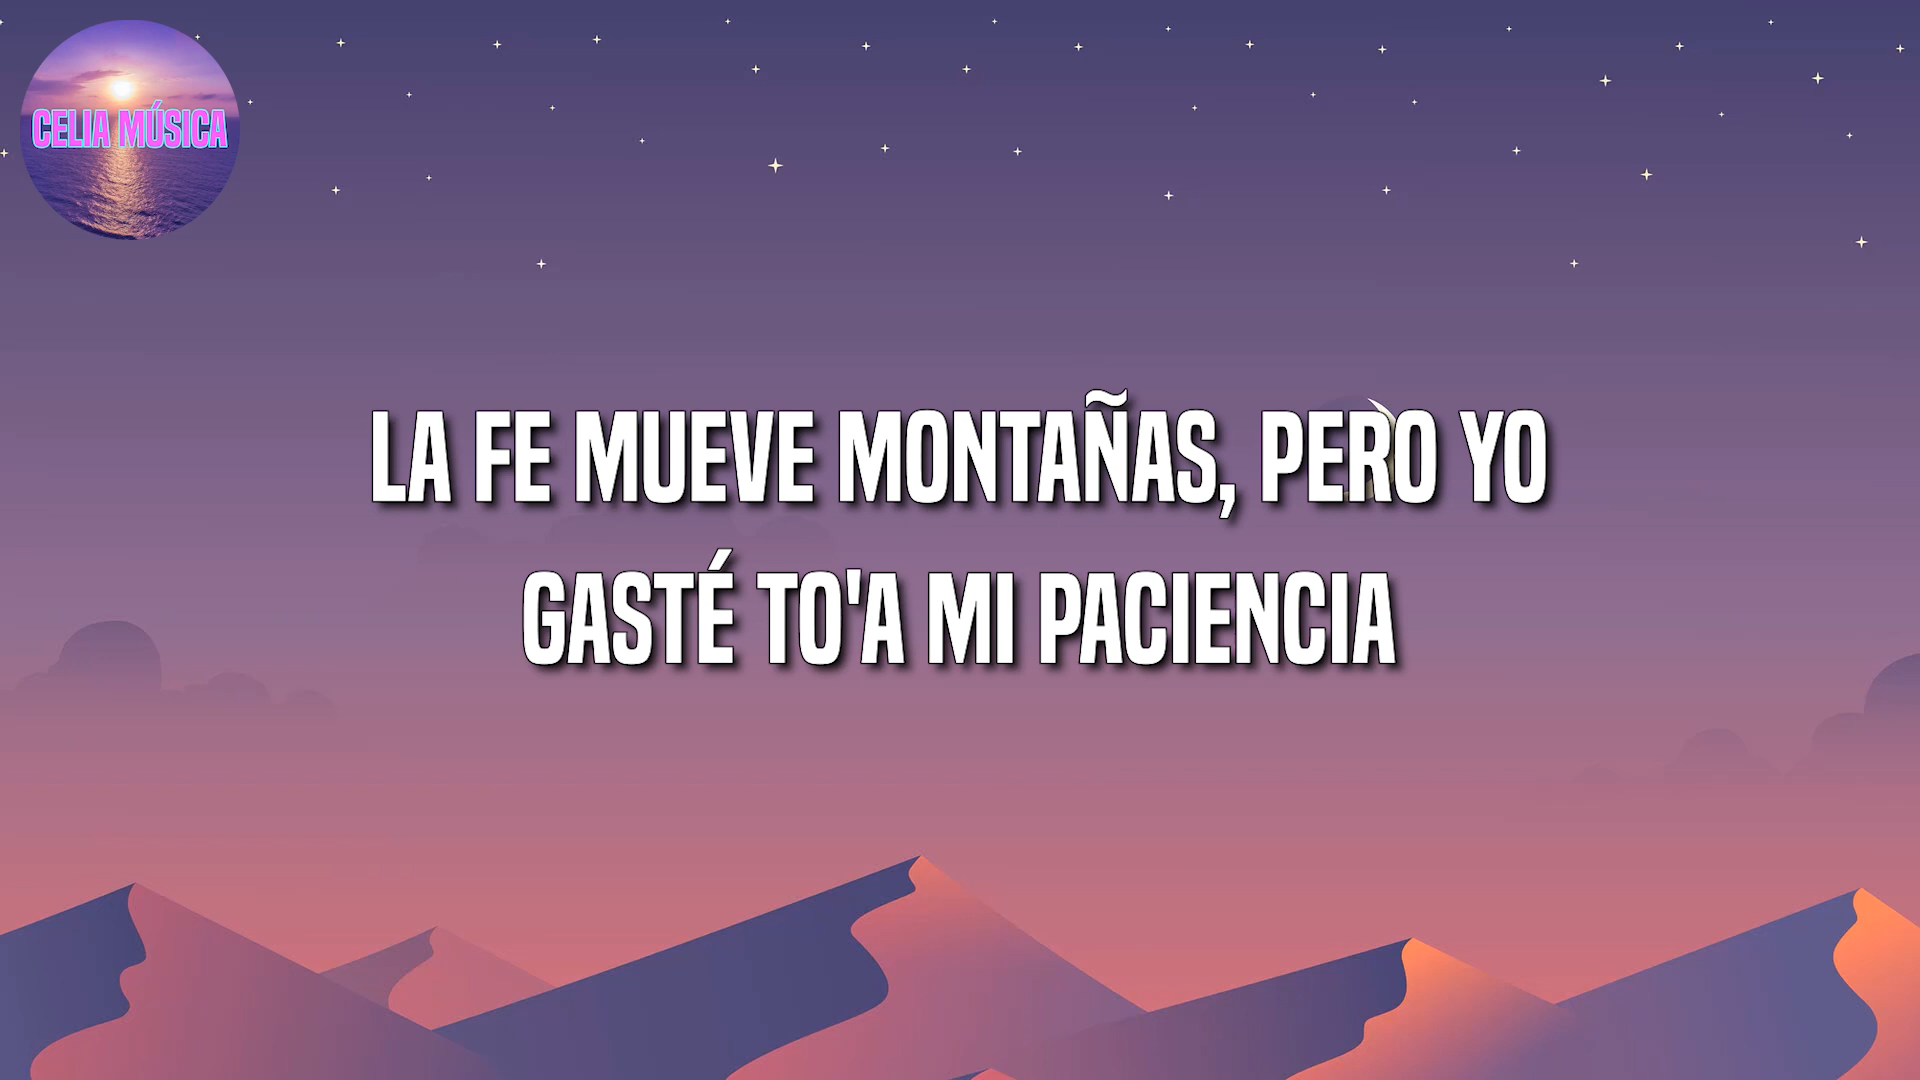 CELIA MÚSICA
LA FE MUEVE MONTAÑAS, PERO YO
GASTÉ TO'A MI PACIENCIA